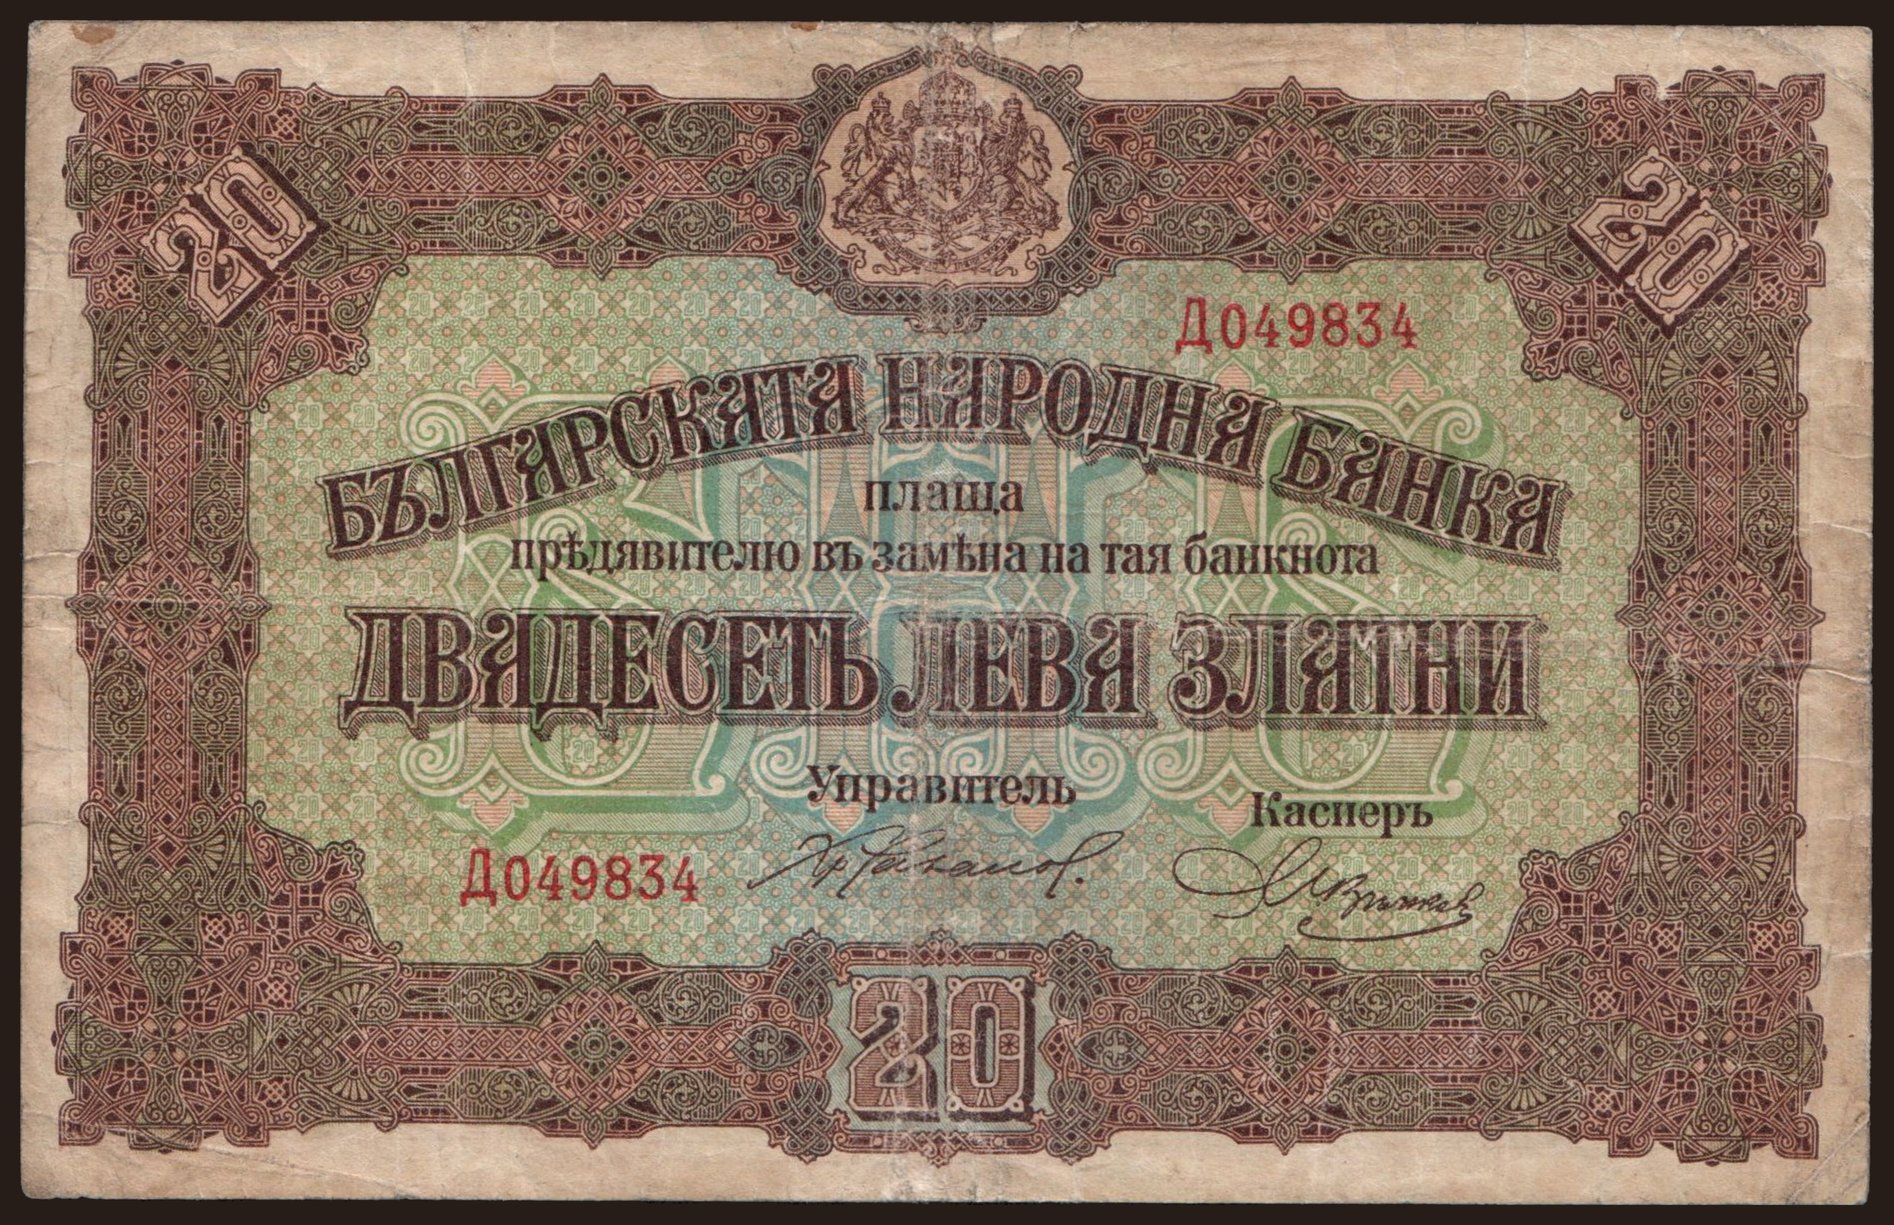 20
20
Д049834
БЪЛГАРСКАТА НАРОДНА БАНКА
плаща
прѣдявителю въ замѣна на тая банкнота
ДВАДЕСЕТЬ ЛЕВА ЗЛАТНИ
Управитель
Касиеръ
Д049834
20